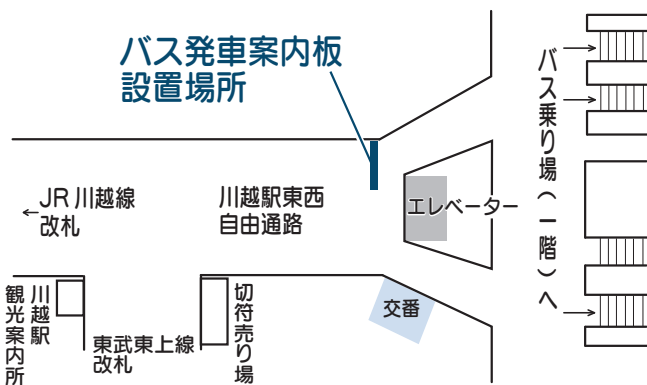 バス発車案内板
設置場所
バス乗り場(一階)へ
←JR川越線
改札
川越駅東西
自由通路
エレベーター
交番
川越駅
観光案内所
東武東上線
改札
切符売り場